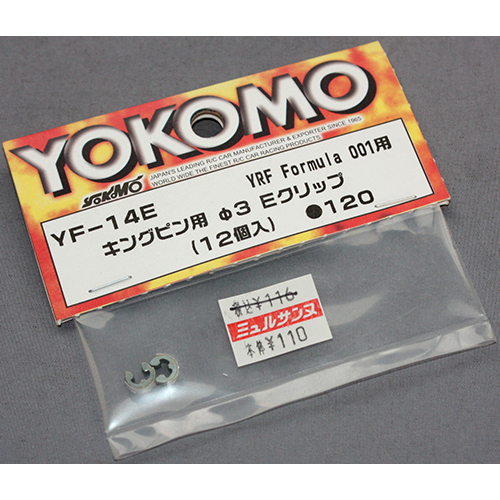 YOKOMO
YOKOMO
JAPAN'S LEADING R/C CAR MANUFACTURER & EXPORTER SINCE 1965
WORLD WIDE THE FINEST R/C CAR RACING PRODUCTS
YRF Formula 001用
YF-14E
キングピン用 φ3 Eクリップ
(12個入) ●120
税込¥116
ミュルサンヌ
本体¥110